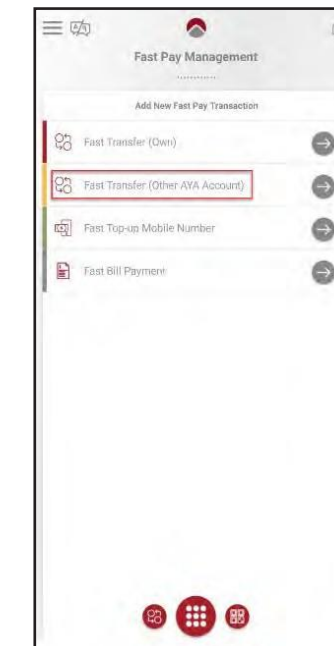 Fast Pay Management
Add New Fast Pay Transaction
Fast Transfer (Own)
Fast Transfer (Other AYA Account)
Fast Top-up Mobile Number
Fast Bill Payment